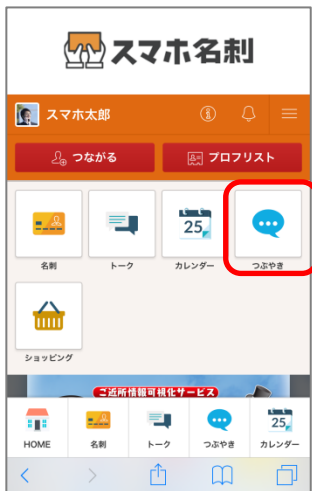 スマホ名刺
スマホ太郎
つながる
プロフリスト
25
名刺
トーク
カレンダー
つぶやき
ショッピング
ご近所情報可視化サービス
25
HOME
名刺
トーク
つぶやき
カレンダー